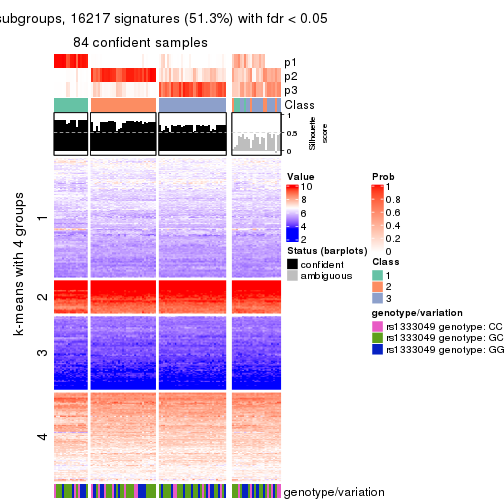 subgroups, 16217 signatures (51.3%) with fdr < 0.05
84 confident samples
p1
p2
p3
Class
1
0.5
0
Silhouette
score
k-means with 4 groups
1
2
3
4
genotype/variation
Value
10
8
6
4
2
Status (barplots)
confident
ambiguous
Prob
1
0.8
0.6
0.4
0.2
0
Class
1
2
3
genotype/variation
rs1333049 genotype: CC
rs1333049 genotype: GC
rs1333049 genotype: GG